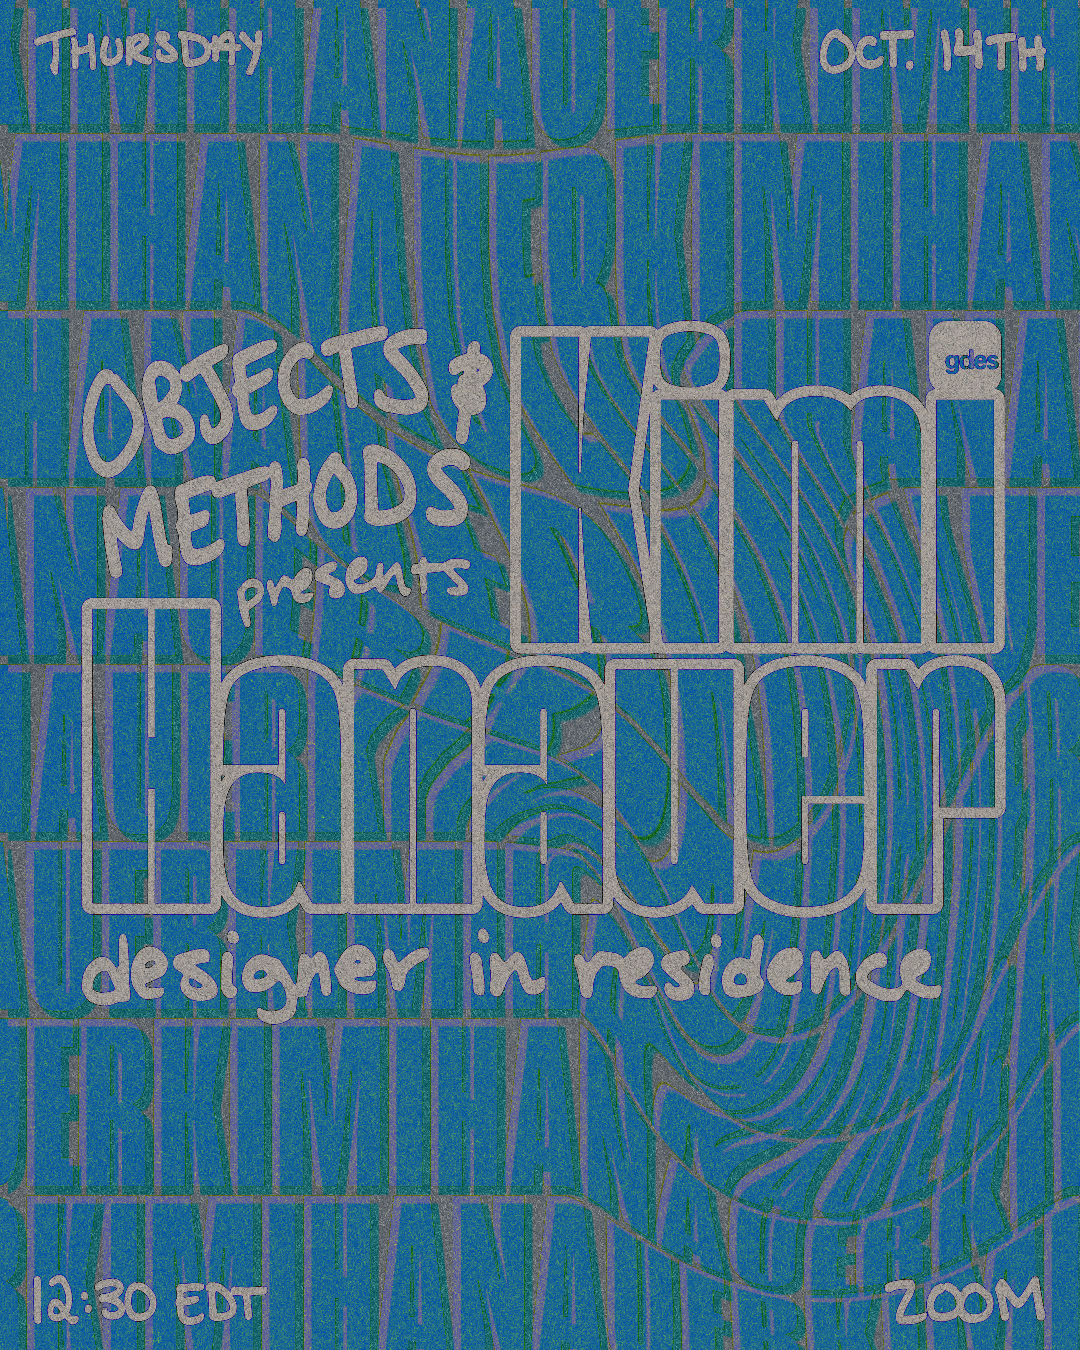 THURSDAY
OCT. 14TH
OBJECTS &
METHODS
presents
Kimi
gdes
Hanauer
designer in residence
12:30 EDT
ZOOM